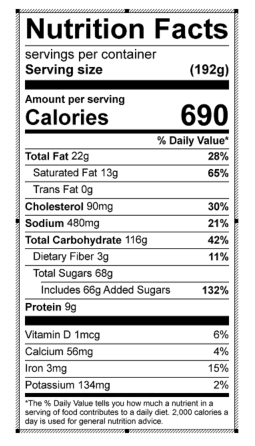 Nutrition Facts
servings per container
Serving size (192g)
Amount per serving
Calories 690
% Daily Value*
Total Fat 22g 28%
Saturated Fat 13g 65%
Trans Fat 0g
Cholesterol 90mg 30%
Sodium 480mg 21%
Total Carbohydrate 116g 42%
Dietary Fiber 3g 11%
Total Sugars 68g
Includes 66g Added Sugars 132%
Protein 9g
Vitamin D 1mcg 6%
Calcium 56mg 4%
Iron 3mg 15%
Potassium 134mg 2%
*The % Daily Value tells you how much a nutrient in a
serving of food contributes to a daily diet. 2,000 calories a
day is used for general nutrition advice.